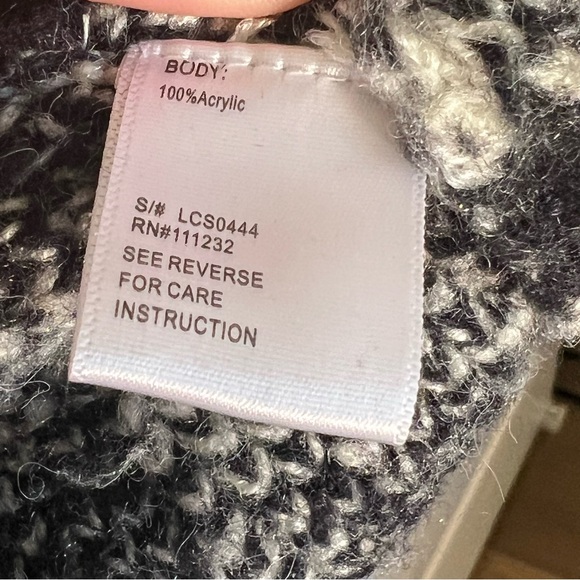 BODY:
100%Acrylic
S/# LCS0444
RN#111232
SEE REVERSE
FOR CARE
INSTRUCTION